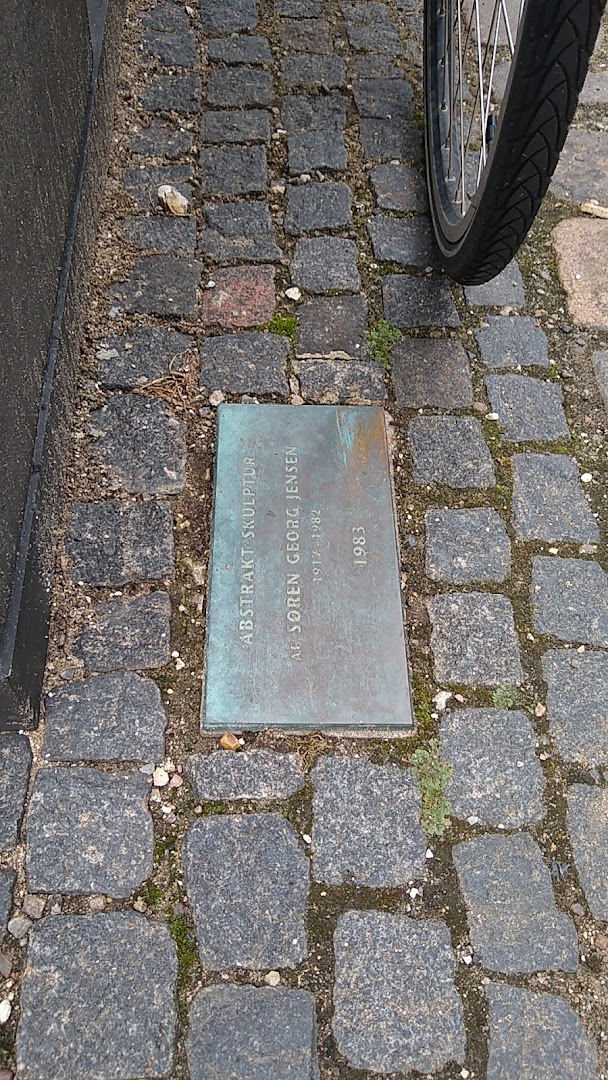 ABSTRAKT SKULPTUR
AF SØREN GEORG JENSEN
1917 1982
1983